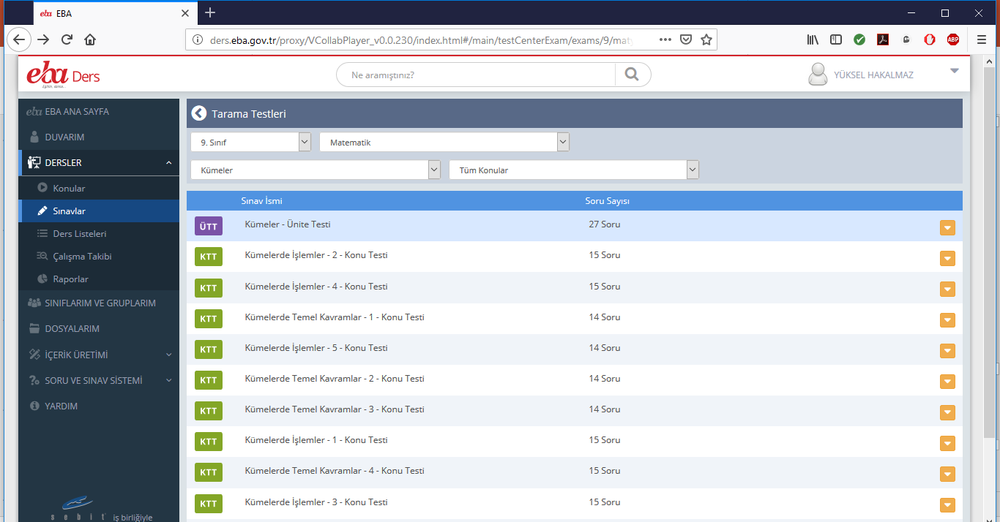 eba EBA
ders.eba.gov.tr/proxy/VCollabPlayer_v0.0.230/index.html#/main/testCenterExam/exams/9/maty
ABP
eba Ders
Ne aramıştınız?
YÜKSEL HAKALMAZ
eba EBA ANA SAYFA
DUVARIM
DERSLER
Konular
Sınavlar
Ders Listeleri
Çalışma Takibi
Raporlar
SINIFLARIM VE GRUPLARIM
DOSYALARIM
İÇERİK ÜRETİMİ
SORU VE SINAV SİSTEMİ
YARDIM
sebit iş birliğiyle
Tarama Testleri
9. Sınıf Matematik
Kümeler Tüm Konular
Sınav İsmi Soru Sayısı
ÜTT Kümeler - Ünite Testi 27 Soru
KTT Kümelerde İşlemler - 2 - Konu Testi 15 Soru
KTT Kümelerde İşlemler - 4 - Konu Testi 15 Soru
KTT Kümelerde Temel Kavramlar - 1 - Konu Testi 14 Soru
KTT Kümelerde İşlemler - 5 - Konu Testi 14 Soru
KTT Kümelerde Temel Kavramlar - 2 - Konu Testi 14 Soru
KTT Kümelerde Temel Kavramlar - 3 - Konu Testi 14 Soru
KTT Kümelerde İşlemler - 1 - Konu Testi 15 Soru
KTT Kümelerde Temel Kavramlar - 4 - Konu Testi 15 Soru
KTT Kümelerde İşlemler - 3 - Konu Testi 15 Soru